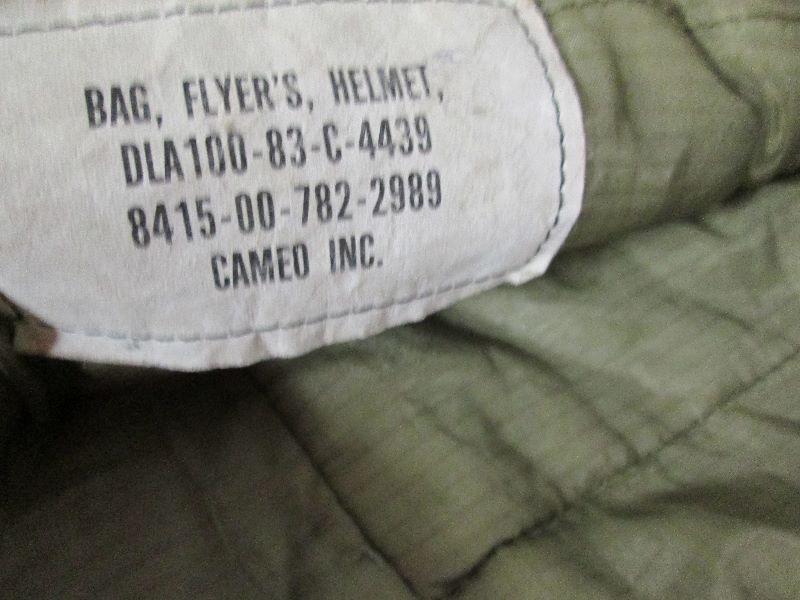 BAG, FLYER'S, HELMET,
DLA100-83-C-4439
8415-00-782-2989
CAMEO INC.